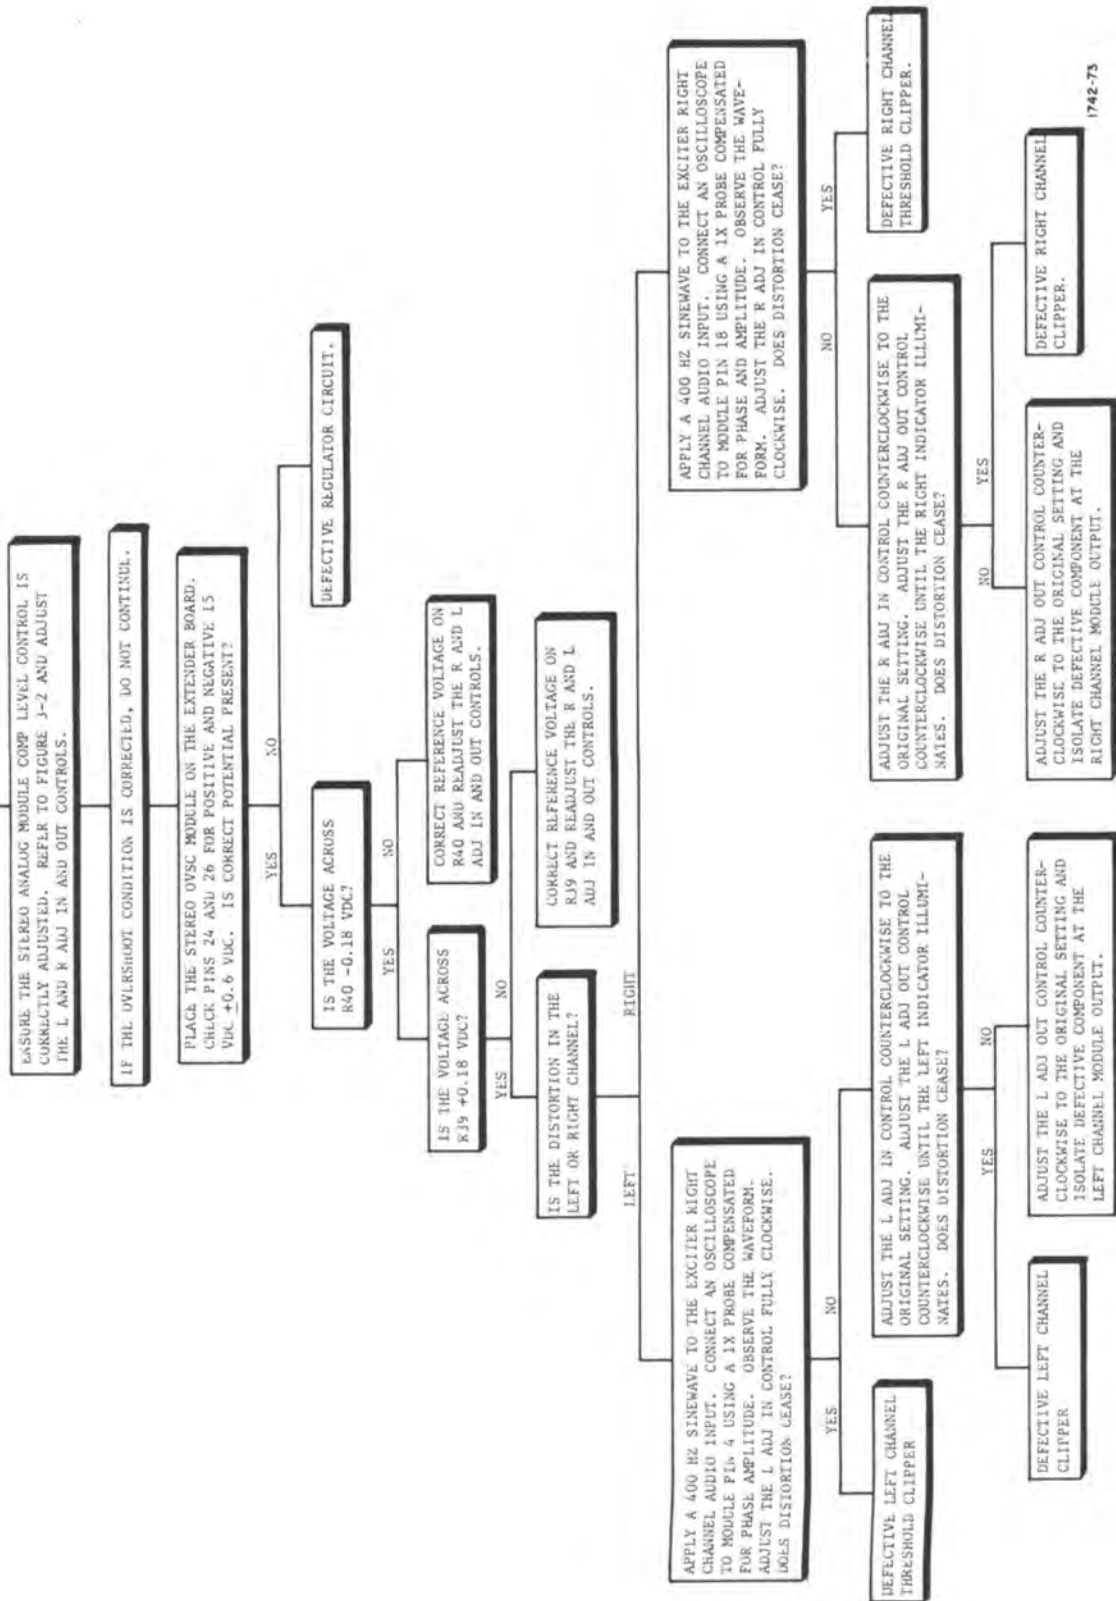 ENSURE THE STEREO ANALOG MODULE COMP LEVEL CONTROL IS
CORRECTLY ADJUSTED. REFER TO FIGURE 3-2 AND ADJUST
THE L AND R ADJ IN AND OUT CONTROLS.
IF THE OVERSHOOT CONDITION IS CORRECTED, DO NOT CONTINUE.
PLACE THE STEREO OVSC MODULE ON THE EXTENDER BOARD.
CHECK PINS 24 AND 26 FOR POSITIVE AND NEGATIVE 15
VDC ±0.6 VDC. IS CORRECT POTENTIAL PRESENT?
YES
NO
IS THE VOLTAGE ACROSS
R40 -0.18 VDC?
DEFECTIVE REGULATOR CIRCUIT.
YES
NO
IS THE VOLTAGE ACROSS
R39 +0.18 VDC?
CORRECT REFERENCE VOLTAGE ON
R40 AND READJUST THE R AND L
ADJ IN AND OUT CONTROLS.
YES
NO
IS THE DISTORTION IN THE
LEFT OR RIGHT CHANNEL?
CORRECT REFERENCE VOLTAGE ON
R39 AND READJUST THE R AND L
ADJ IN AND OUT CONTROLS.
LEFT
RIGHT
APPLY A 400 HZ SINEWAVE TO THE EXCITER RIGHT
CHANNEL AUDIO INPUT. CONNECT AN OSCILLOSCOPE
TO MODULE PIN 4 USING A 1X PROBE COMPENSATED
FOR PHASE AMPLITUDE. OBSERVE THE WAVEFORM.
ADJUST THE L ADJ IN CONTROL FULLY CLOCKWISE.
DOES DISTORTION CEASE?
APPLY A 400 HZ SINEWAVE TO THE EXCITER RIGHT
CHANNEL AUDIO INPUT. CONNECT AN OSCILLOSCOPE
TO MODULE PIN 18 USING A 1X PROBE COMPENSATED
FOR PHASE AND AMPLITUDE. OBSERVE THE WAVE-
FORM. ADJUST THE R ADJ IN CONTROL FULLY
CLOCKWISE. DOES DISTORTION CEASE?
YES
NO
NO
YES
DEFECTIVE LEFT CHANNEL
THRESHOLD CLIPPER
ADJUST THE L ADJ IN CONTROL COUNTERCLOCKWISE TO THE
ORIGINAL SETTING. ADJUST THE L ADJ OUT CONTROL
COUNTERCLOCKWISE UNTIL THE LEFT INDICATOR ILLUMI-
NATES. DOES DISTORTION CEASE?
ADJUST THE R ADJ IN CONTROL COUNTERCLOCKWISE TO THE
ORIGINAL SETTING. ADJUST THE R ADJ OUT CONTROL
COUNTERCLOCKWISE UNTIL THE RIGHT INDICATOR ILLUMI-
NATES. DOES DISTORTION CEASE?
DEFECTIVE RIGHT CHANNEL
THRESHOLD CLIPPER.
YES
NO
NO
YES
DEFECTIVE LEFT CHANNEL
CLIPPER
ADJUST THE L ADJ OUT CONTROL COUNTER-
CLOCKWISE TO THE ORIGINAL SETTING AND
ISOLATE DEFECTIVE COMPONENT AT THE
LEFT CHANNEL MODULE OUTPUT.
ADJUST THE R ADJ OUT CONTROL COUNTER-
CLOCKWISE TO THE ORIGINAL SETTING AND
ISOLATE DEFECTIVE COMPONENT AT THE
RIGHT CHANNEL MODULE OUTPUT.
DEFECTIVE RIGHT CHANNEL
CLIPPER.
1742-73